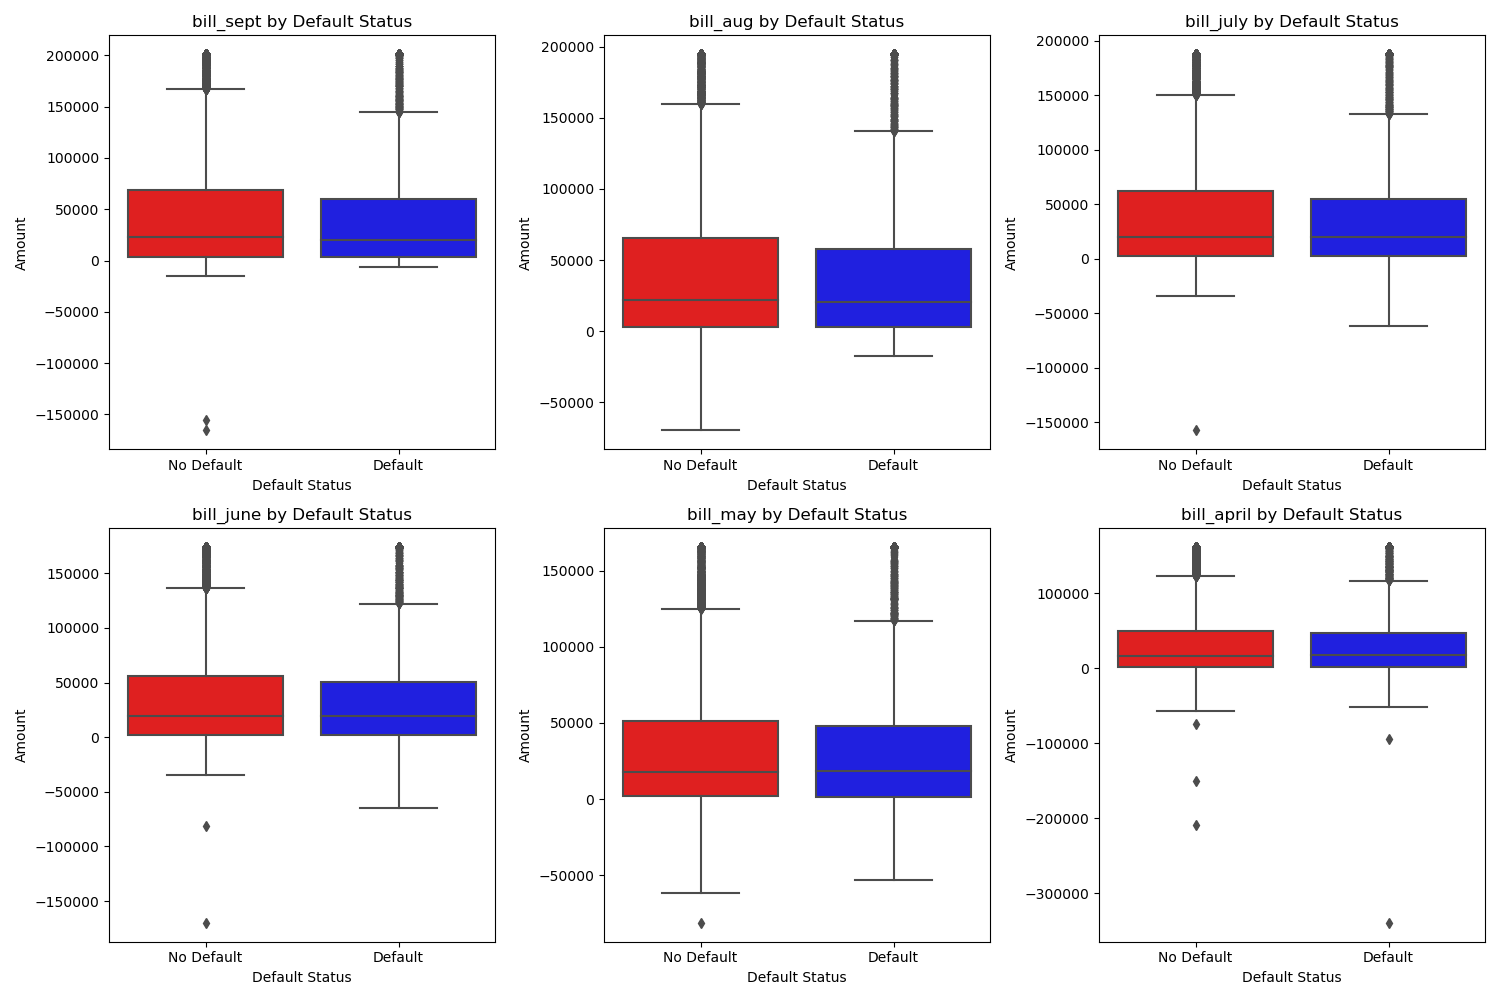 bill_sept by Default Status
Amount
200000
150000
100000
50000
0
−50000
−100000
−150000
No Default
Default
Default Status
bill_aug by Default Status
Amount
200000
150000
100000
50000
0
−50000
No Default
Default
Default Status
bill_july by Default Status
Amount
200000
150000
100000
50000
0
−50000
−100000
−150000
No Default
Default
Default Status
bill_june by Default Status
Amount
150000
100000
50000
0
−50000
−100000
−150000
No Default
Default
Default Status
bill_may by Default Status
Amount
150000
100000
50000
0
−50000
No Default
Default
Default Status
bill_april by Default Status
Amount
100000
0
−100000
−200000
−300000
No Default
Default
Default Status